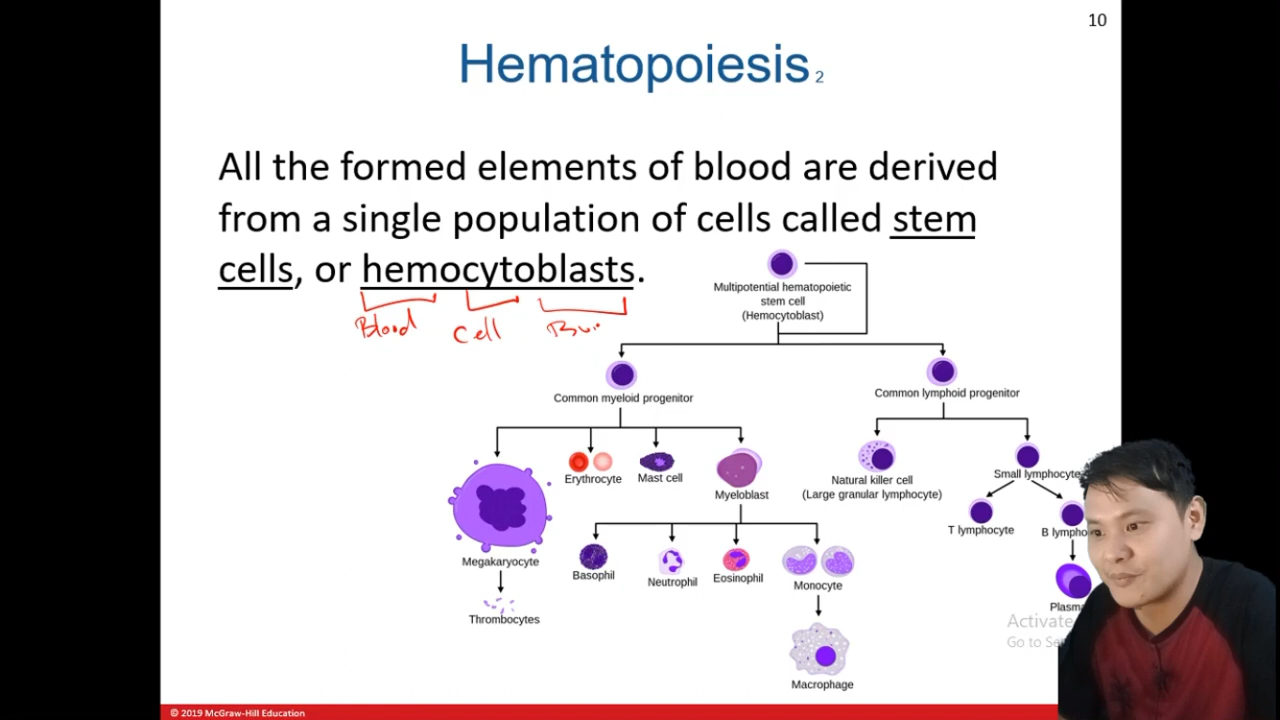 10
Hematopoiesis 2
All the formed elements of blood are derived
from a single population of cells called stem
cells, or hemocytoblasts.
Blood Cell
Multipotential hematopoietic
stem cell
(Hemocytoblast)
Common myeloid progenitor
Common lymphoid progenitor
Erythrocyte
Mast cell
Myeloblast
Natural killer cell
(Large granular lymphocyte)
Small lymphocyte
T lymphocyte
B lympho
Megakaryocyte
Basophil
Neutrophil
Eosinophil
Monocyte
Thrombocytes
Plasma
Macrophage
Activate
Go to Se
© 2019 McGraw-Hill Education